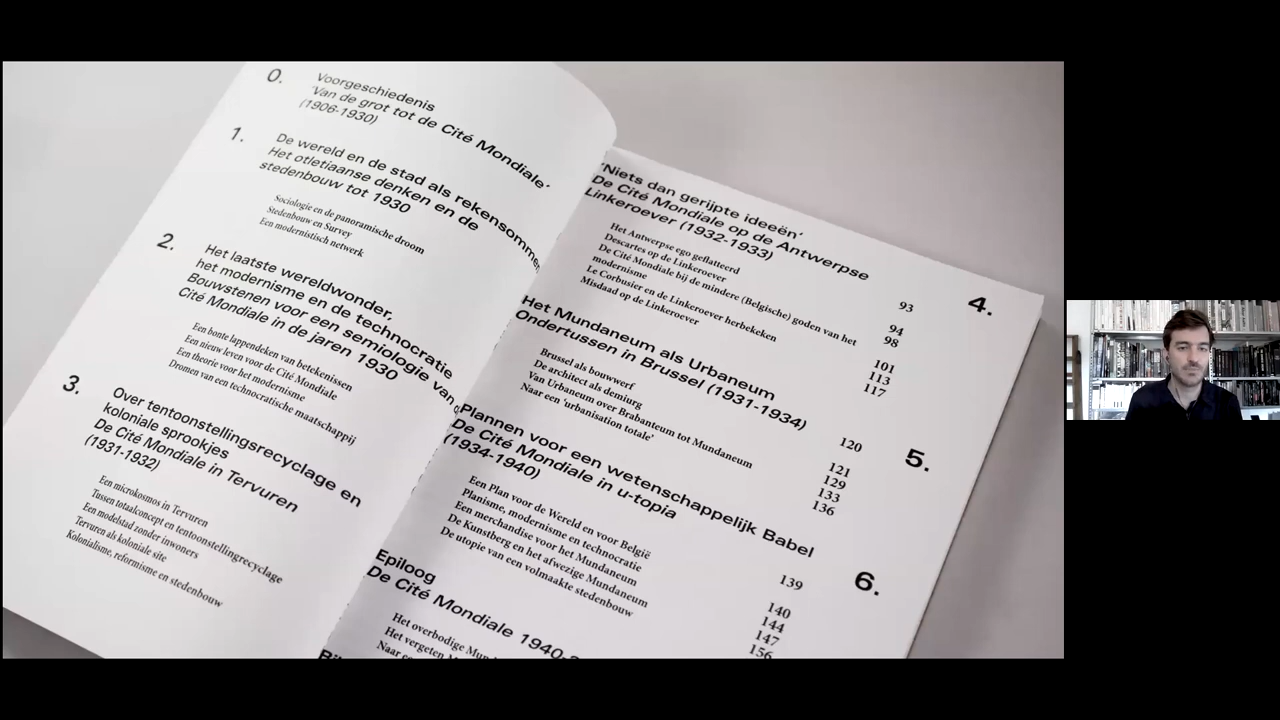 0.
Voorgeschiedenis
'Van de grot tot de Cité Mondiale'
(1906-1930)
1.
De wereld en de stad als rekensommen
Het otletiaanse denken en de
stedenbouw tot 1930
Sociologie en de panoramische droom
Stedenbouw en Survey
Een modernistisch netwerk
2.
Het laatste wereldwonder,
het modernisme en de technocratie
Bouwstenen voor een semiologie van
Cité Mondiale in de jaren 1930
Een bonte lappendeken van betekenissen
Een nieuw leven voor de Cité Mondiale
Een theorie voor het modernisme
Dromen van een technocratische maatschappij
3.
Over tentoonstellingsrecyclage en
koloniale sprookjes
De Cité Mondiale in Tervuren
(1931-1932)
Een microkosmos in Tervuren
Tussen totaalconcept en tentoonstellingrecyclage
Een modelstad zonder inwoners
Tervuren als koloniale site
Kolonialisme, reformisme en stedenbouw
'Niets dan gerijpte ideeën'
De Cité Mondiale op de Antwerpse
Linkeroever (1932-1933)
93
4.
Het Antwerpse ego geflatteerd
94
Descartes op de Linkeroever
98
De Cité Mondiale bij de mindere (Belgische) goden van het
modernisme
101
Le Corbusier en de Linkeroever herbekeken
113
Misdaad op de Linkeroever
117
Het Mundaneum als Urbaneum
Ondertussen in Brussel (1931-1934)
120
5.
Brussel als bouwwerf
121
De architect als demiurg
129
Van Urbaneum over Brabanteum tot Mundaneum
133
Naar een 'urbanisation totale'
136
Plannen voor een wetenschappelijk Babel
De Cité Mondiale in u-topia
(1934-1940)
139
6.
Een Plan voor de Wereld en voor België
140
Planisme, modernisme en technocratie
144
Een merchandise voor het Mundaneum
147
De Kunstberg en het afwezige Mundaneum
156
De utopie van een volmaakte stedenbouw
Epiloog
De Cité Mondiale 1940-
Het overbodige
Het vergeten
Naar